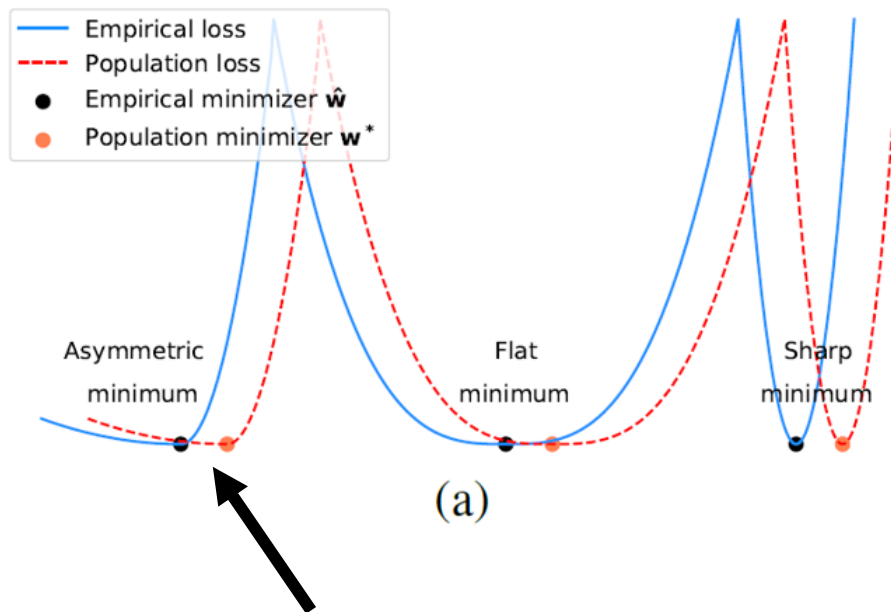 Empirical loss
Population loss
Empirical minimizer ŵ
Population minimizer w*
Asymmetric
minimum
Flat
minimum
Sharp
minimum
(a)